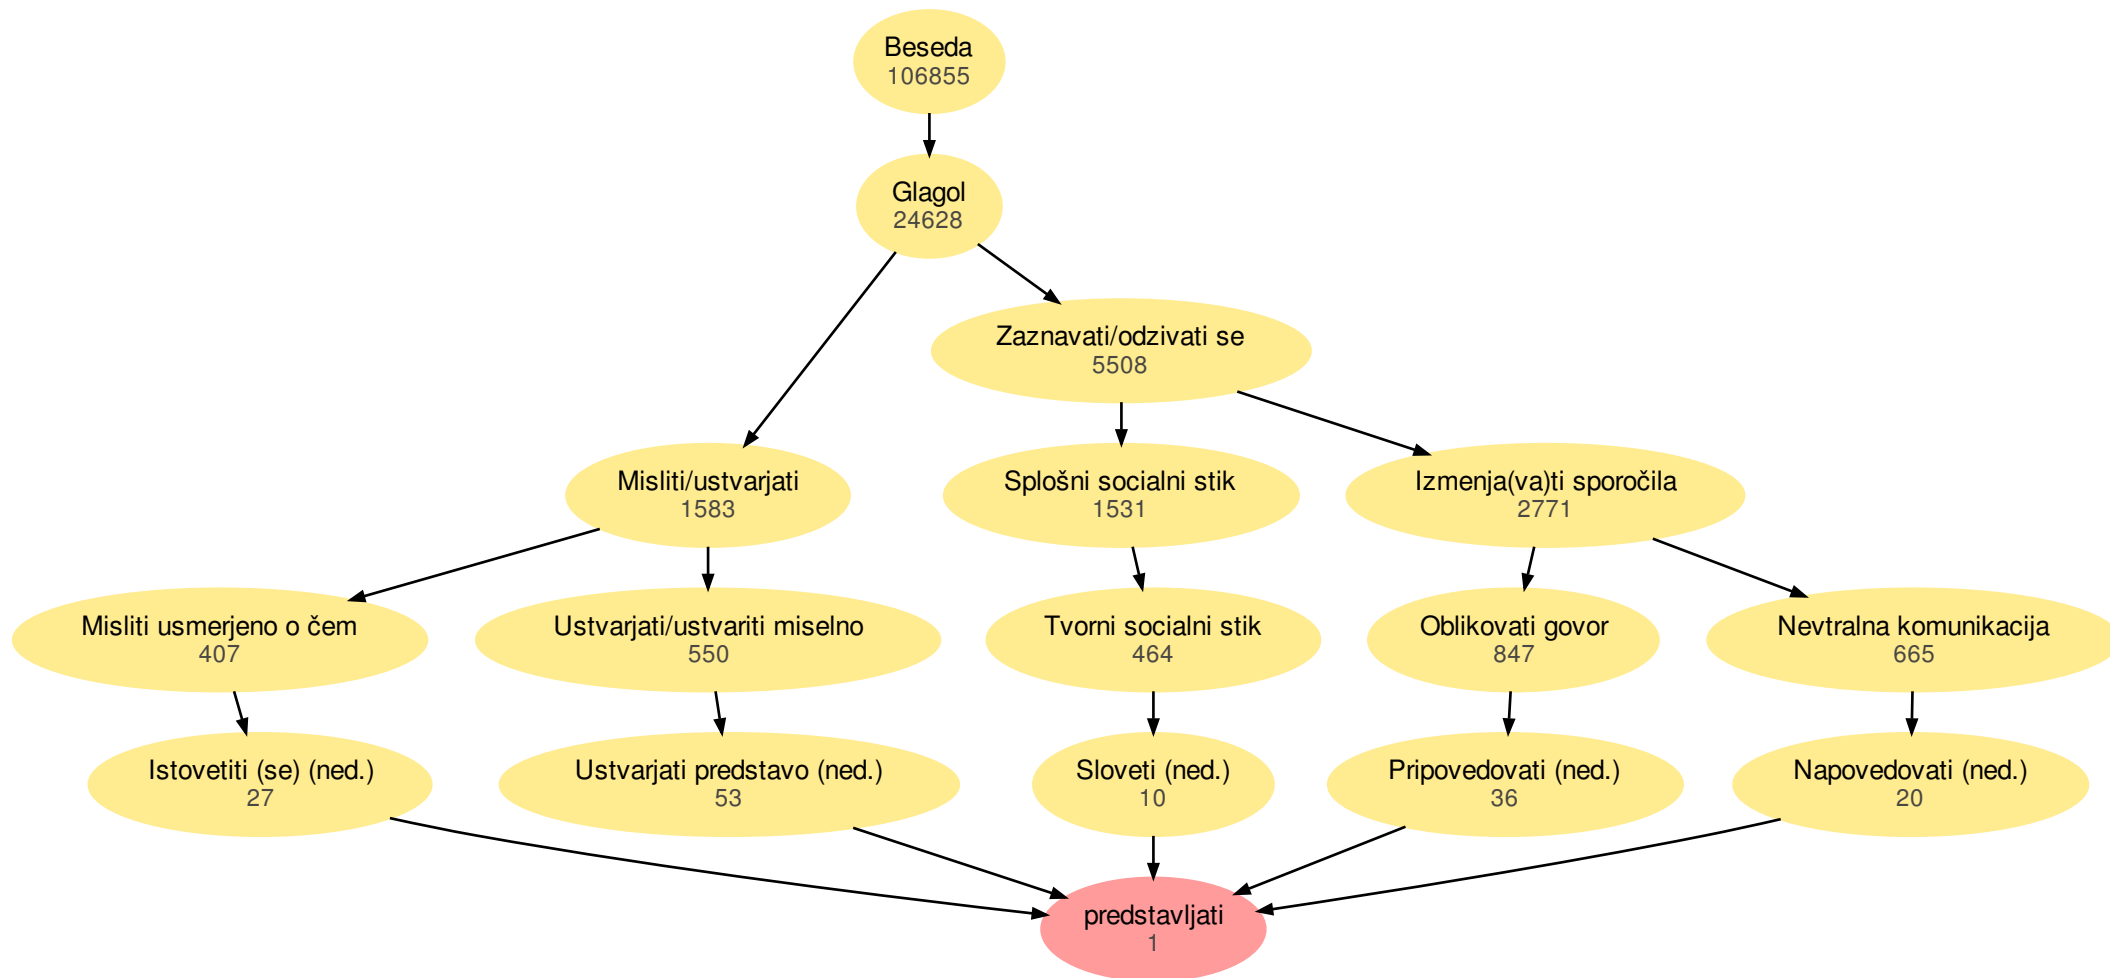 Beseda
106855
Glagol
24628
Zaznavati/odzivati se
5508
Misliti/ustvarjati
1583
Splošni socialni stik
1531
Izmenja(va)ti sporočila
2771
Misliti usmerjeno o čem
407
Ustvarjati/ustvariti miselno
550
Tvorni socialni stik
464
Oblikovati govor
847
Nevtralna komunikacija
665
Istovetiti (se) (ned.)
27
Ustvarjati predstavo (ned.)
53
Sloveti (ned.)
10
Pripovedovati (ned.)
36
Napovedovati (ned.)
20
predstavljati
1